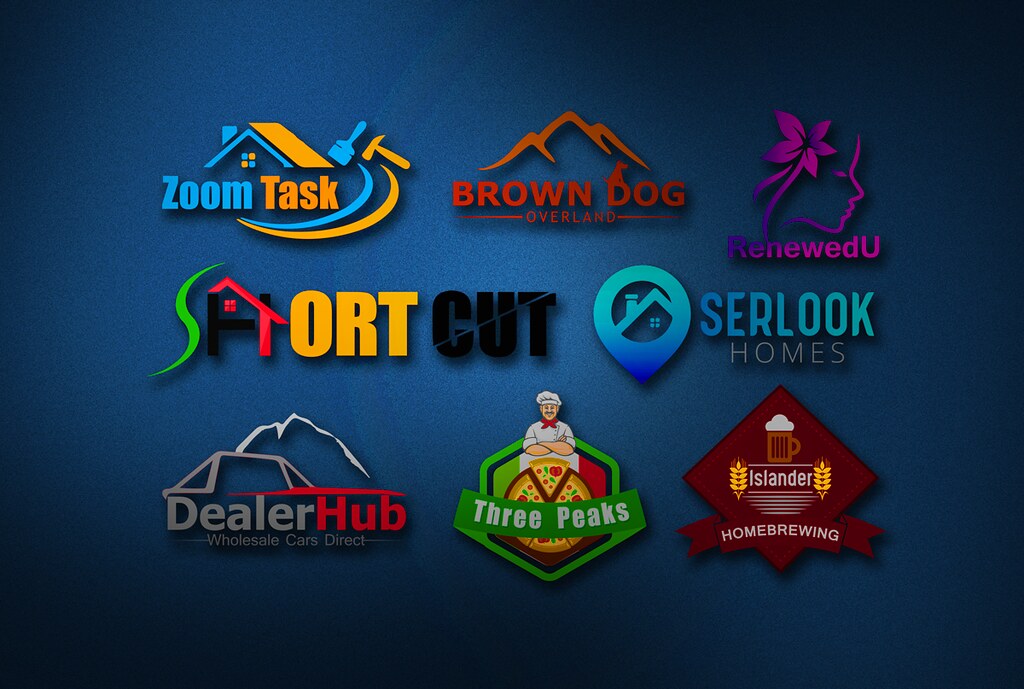 Zoom Task
BROWN DOG
OVERLAND
RenewedU
SHORT CUT
SERLOOK
HOMES
DealerHub
Wholesale Cars Direct
Three Peaks
Islander
HOMEBREWING